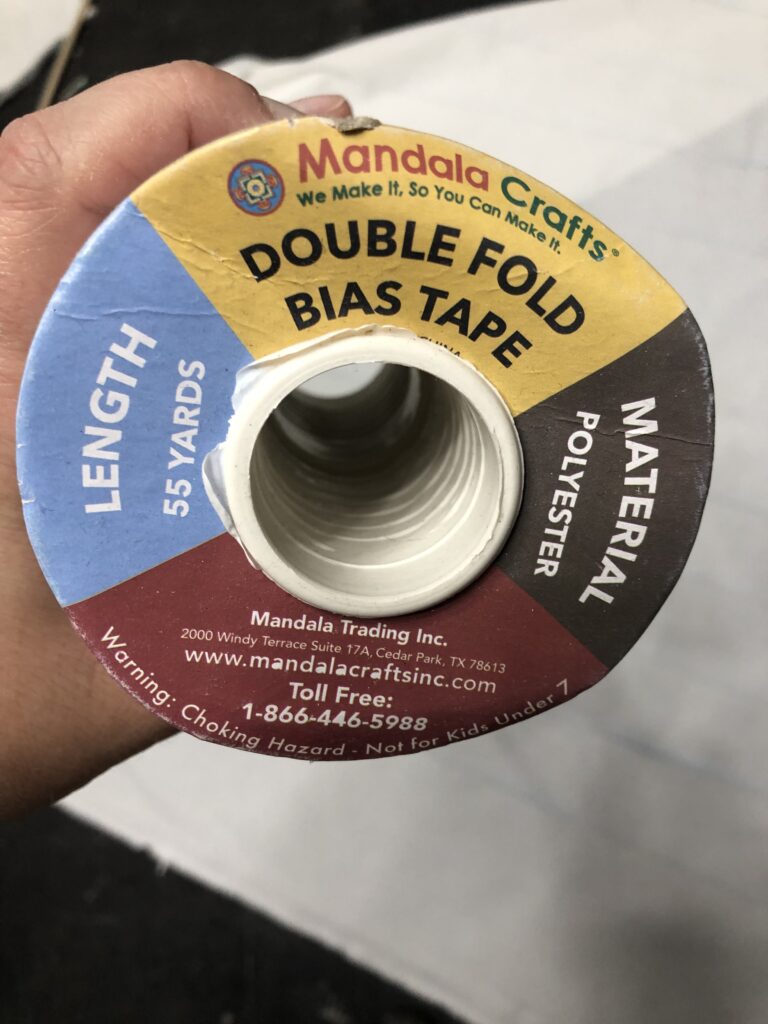 Mandala Crafts®
We Make It, So You Can Make It.
DOUBLE FOLD
BIAS TAPE
CHINA
LENGTH
55 YARDS
MATERIAL
POLYESTER
Mandala Trading Inc.
2000 Windy Terrace Suite 17A, Cedar Park, TX 78613
www.mandalacraftsinc.com
Toll Free:
1-866-446-5988
Warning: Choking Hazard - Not for Kids Under 7